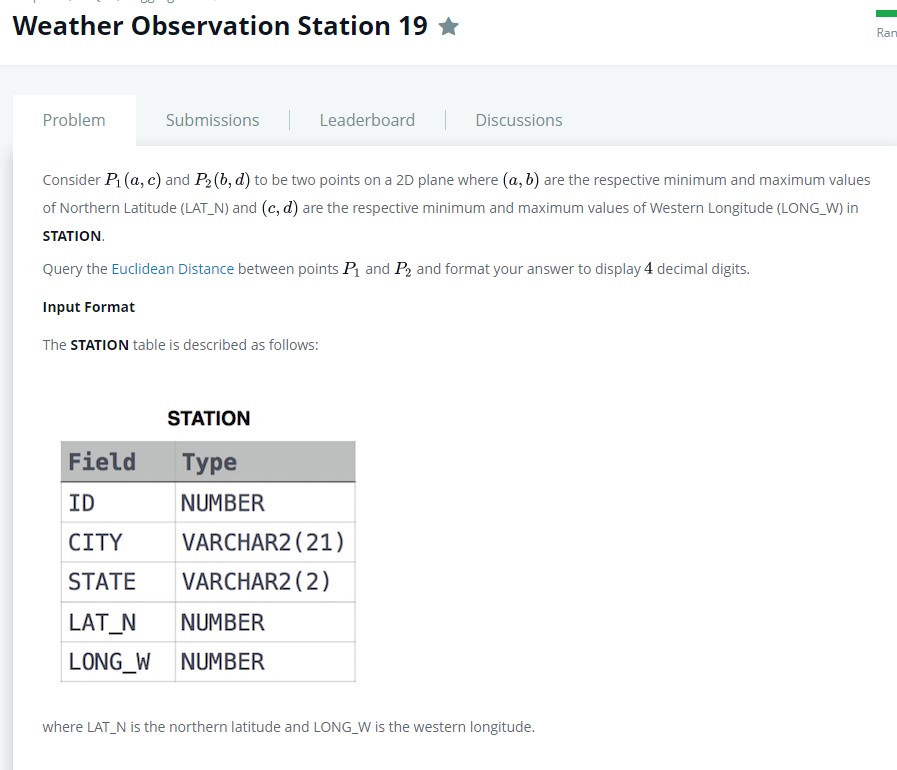 Weather Observation Station 19
Ran
Problem
Submissions
Leaderboard
Discussions
Consider P₁(a, c) and P₂(b, d) to be two points on a 2D plane where (a, b) are the respective minimum and maximum values
of Northern Latitude (LAT_N) and (c, d) are the respective minimum and maximum values of Western Longitude (LONG_W) in
STATION.
Query the Euclidean Distance between points P₁ and P₂ and format your answer to display 4 decimal digits.
Input Format
The STATION table is described as follows:
STATION
Field Type
ID NUMBER
CITY VARCHAR2(21)
STATE VARCHAR2(2)
LAT_N NUMBER
LONG_W NUMBER
where LAT_N is the northern latitude and LONG_W is the western longitude.